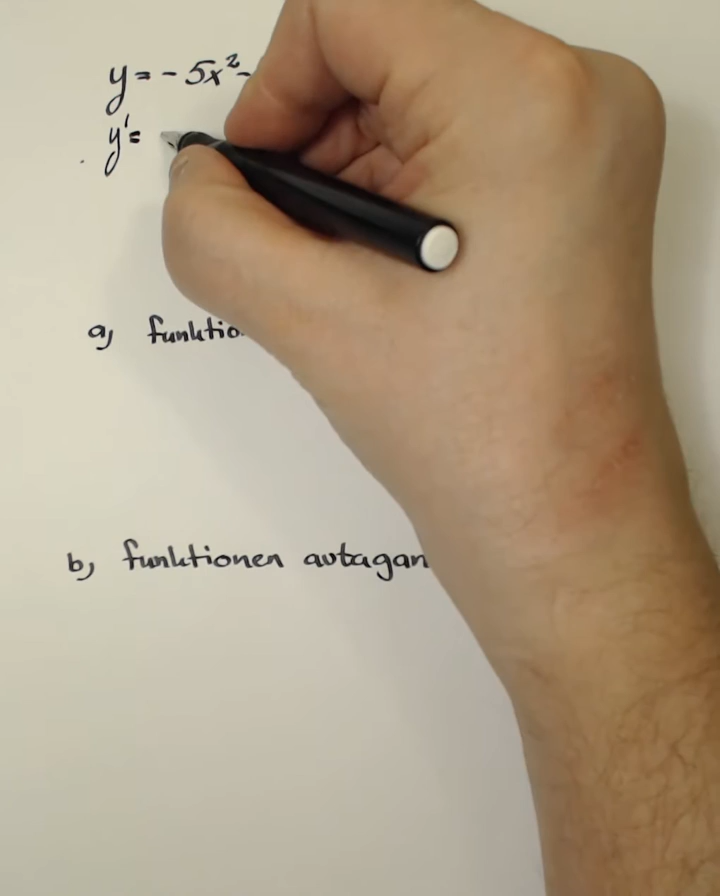 y = - 5x² -
y' =
a) funktio
b) funktionen avtagan